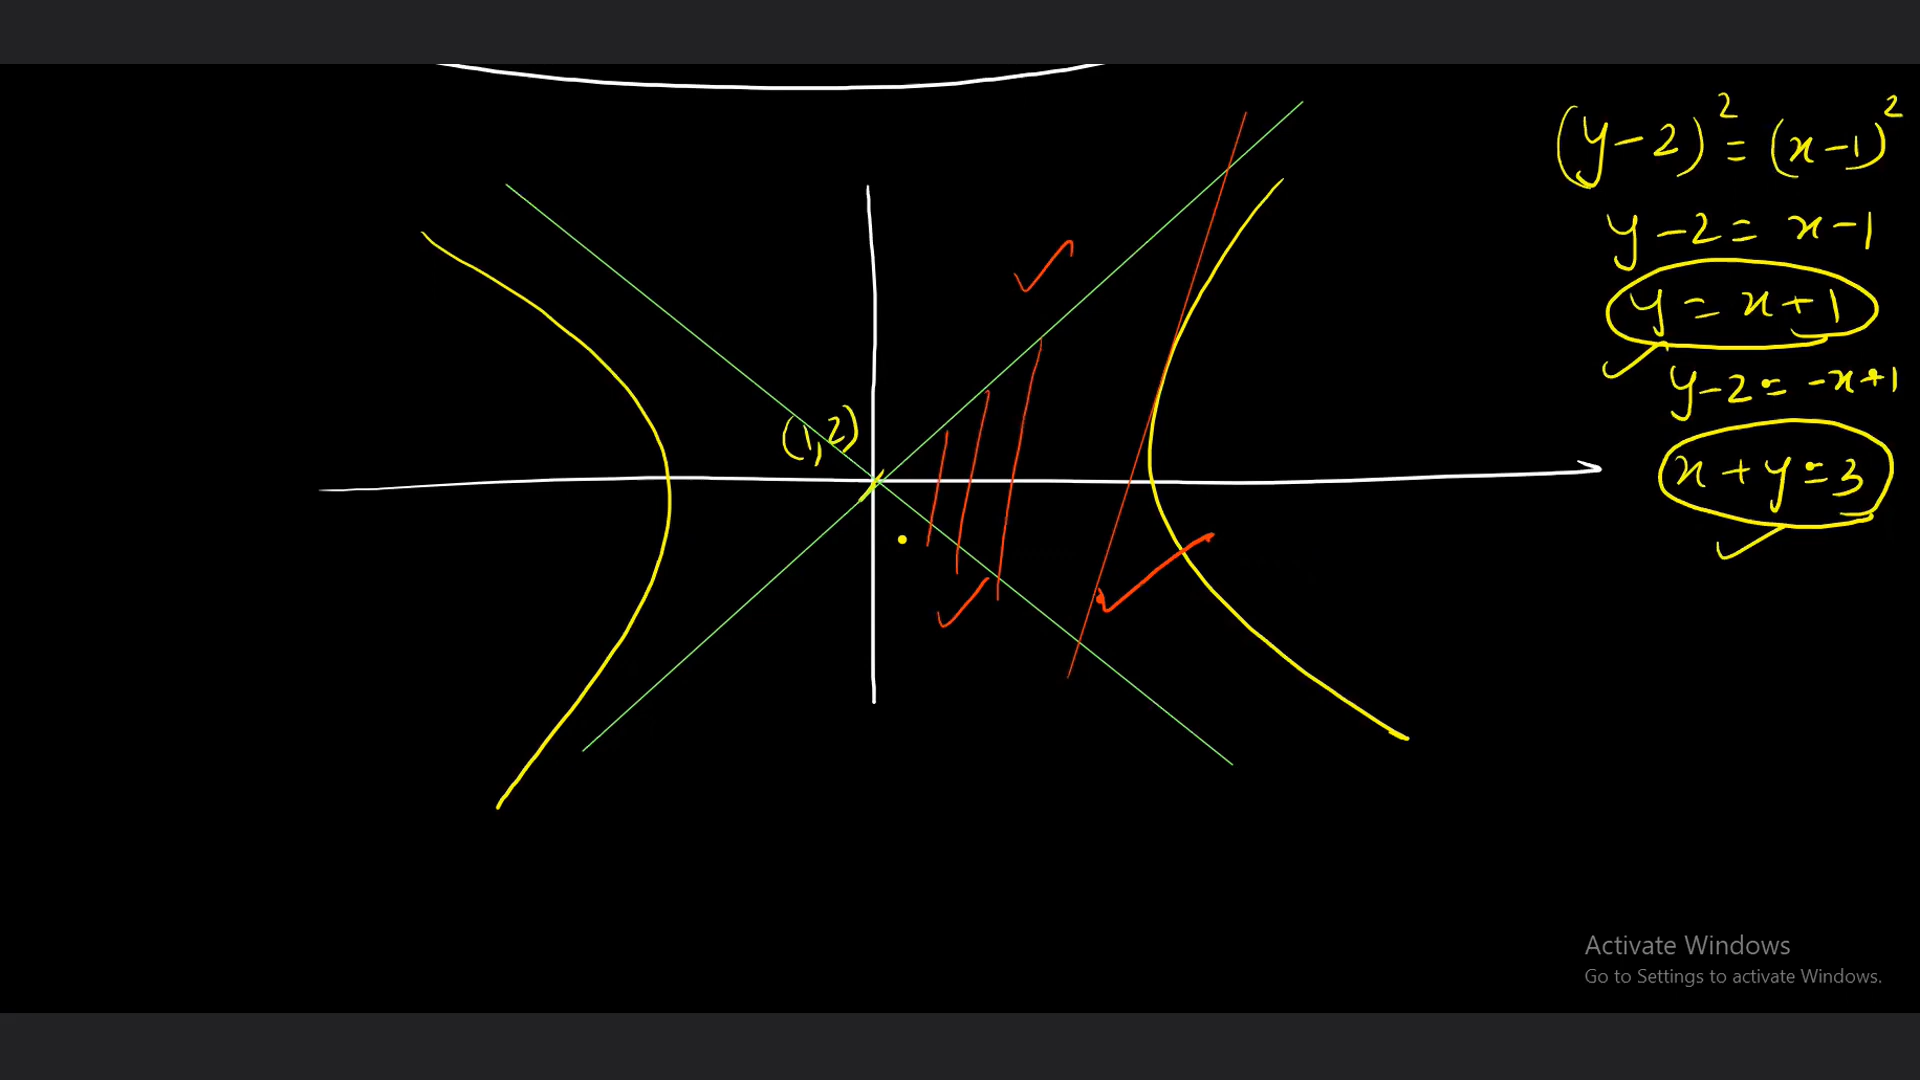 (y-2)² = (x-1)²
y-2 = x-1
y = x+1
y-2 = -x+1
(1,2)
x+y=3
Activate Windows
Go to Settings to activate Windows.